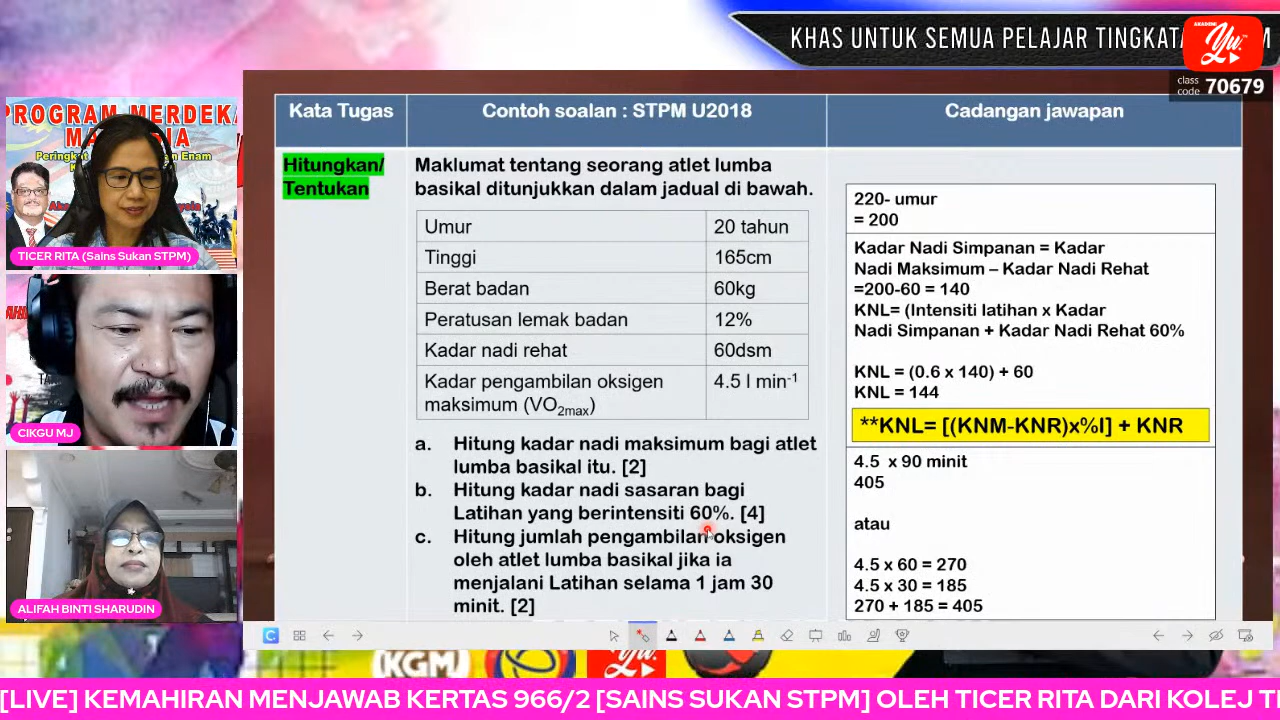 KHAS UNTUK SEMUA PELAJAR TINGKATA
AKADEMI
Yu.
M
class
code 70679
PROGRAM MERDEKA
TICER RITA (Sains Sukan STPM)
CIKGU MJ
ALIFAH BINTI SHARUDIN
Kata Tugas
Contoh soalan : STPM U2018
Cadangan jawapan
Hitungkan/
Tentukan
Maklumat tentang seorang atlet lumba
basikal ditunjukkan dalam jadual di bawah.
Umur 20 tahun
Tinggi 165cm
Berat badan 60kg
Peratusan lemak badan 12%
Kadar nadi rehat 60dsm
Kadar pengambilan oksigen 4.5 l min⁻¹
maksimum (VO₂max)
a. Hitung kadar nadi maksimum bagi atlet
lumba basikal itu. [2]
b. Hitung kadar nadi sasaran bagi
Latihan yang berintensiti 60%. [4]
c. Hitung jumlah pengambilan oksigen
oleh atlet lumba basikal jika ia
menjalani Latihan selama 1 jam 30
minit. [2]
220- umur
= 200
Kadar Nadi Simpanan = Kadar
Nadi Maksimum – Kadar Nadi Rehat
=200-60 = 140
KNL= (Intensiti latihan x Kadar
Nadi Simpanan + Kadar Nadi Rehat 60%
KNL = (0.6 x 140) + 60
KNL = 144
**KNL= [(KNM-KNR)x%I] + KNR
4.5 x 90 minit
405
atau
4.5 x 60 = 270
4.5 x 30 = 185
270 + 185 = 405
(KGM)
Yu.
[LIVE] KEMAHIRAN MENJAWAB KERTAS 966/2 [SAINS SUKAN STPM] OLEH TICER RITA DARI KOLEJ T